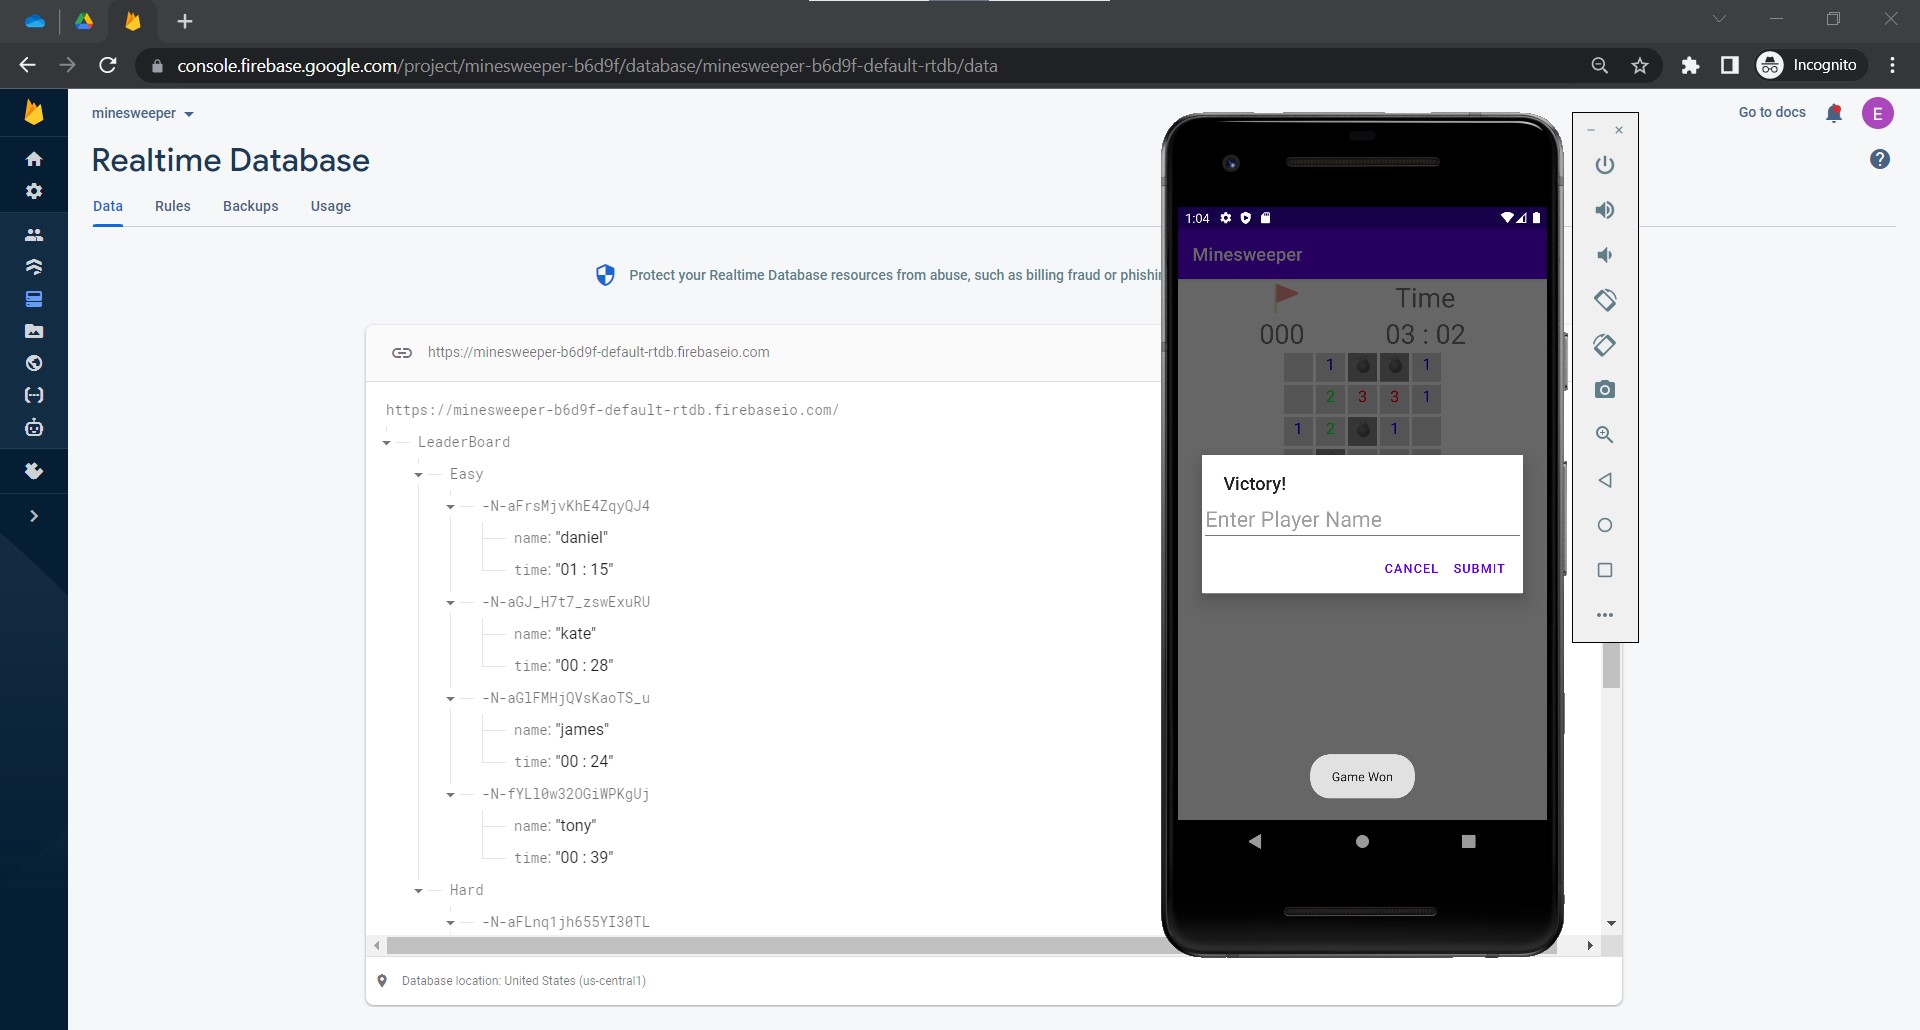 console.firebase.google.com/project/minesweeper-b6d9f/database/minesweeper-b6d9f-default-rtdb/data
Incognito
minesweeper
Go to docs
E
Realtime Database
Data Rules Backups Usage
Protect your Realtime Database resources from abuse, such as billing fraud or phishi
https://minesweeper-b6d9f-default-rtdb.firebaseio.com
https://minesweeper-b6d9f-default-rtdb.firebaseio.com/
LeaderBoard
Easy
-N-aFrsMjvKhE4ZqyQJ4
name: "daniel"
time: "01 : 15"
-N-aGJ_H7t7_zswExuRU
name: "kate"
time: "00 : 28"
-N-aGlFMHjQVsKaoTS_u
name: "james"
time: "00 : 24"
-N-fYLl0w32OGiWPKgUj
name: "tony"
time: "00 : 39"
Hard
-N-aFLnq1jh655YI30TL
Database location: United States (us-central1)
1:04
Minesweeper
Time
000 03 : 02
1 1
2 3 3 1
1 2 1
Victory!
Enter Player Name
CANCEL SUBMIT
Game Won